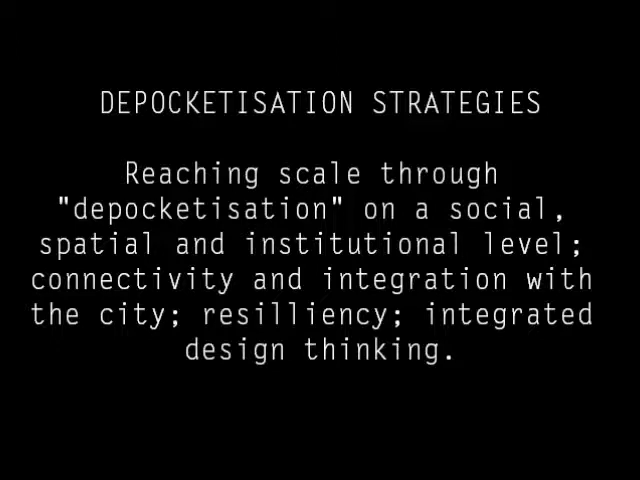 DEPOCKETISATION STRATEGIES
Reaching scale through
"depocketisation" on a social,
spatial and institutional level;
connectivity and integration with
the city; resilliency; integrated
design thinking.